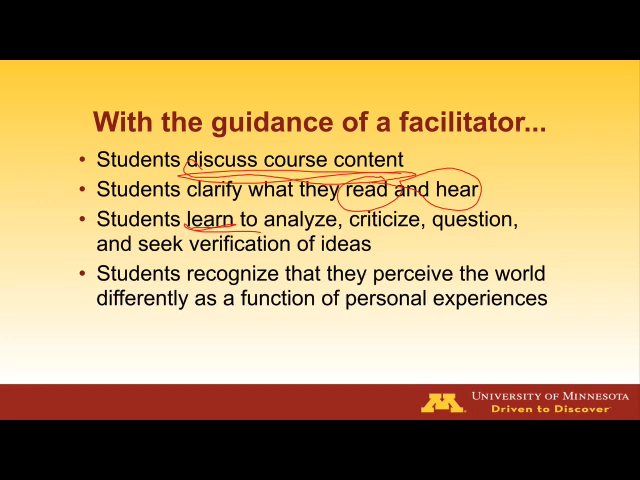 With the guidance of a facilitator...
• Students discuss course content
• Students clarify what they read and hear
• Students learn to analyze, criticize, question,
and seek verification of ideas
• Students recognize that they perceive the world
differently as a function of personal experiences
M UNIVERSITY OF MINNESOTA
Driven to Discover